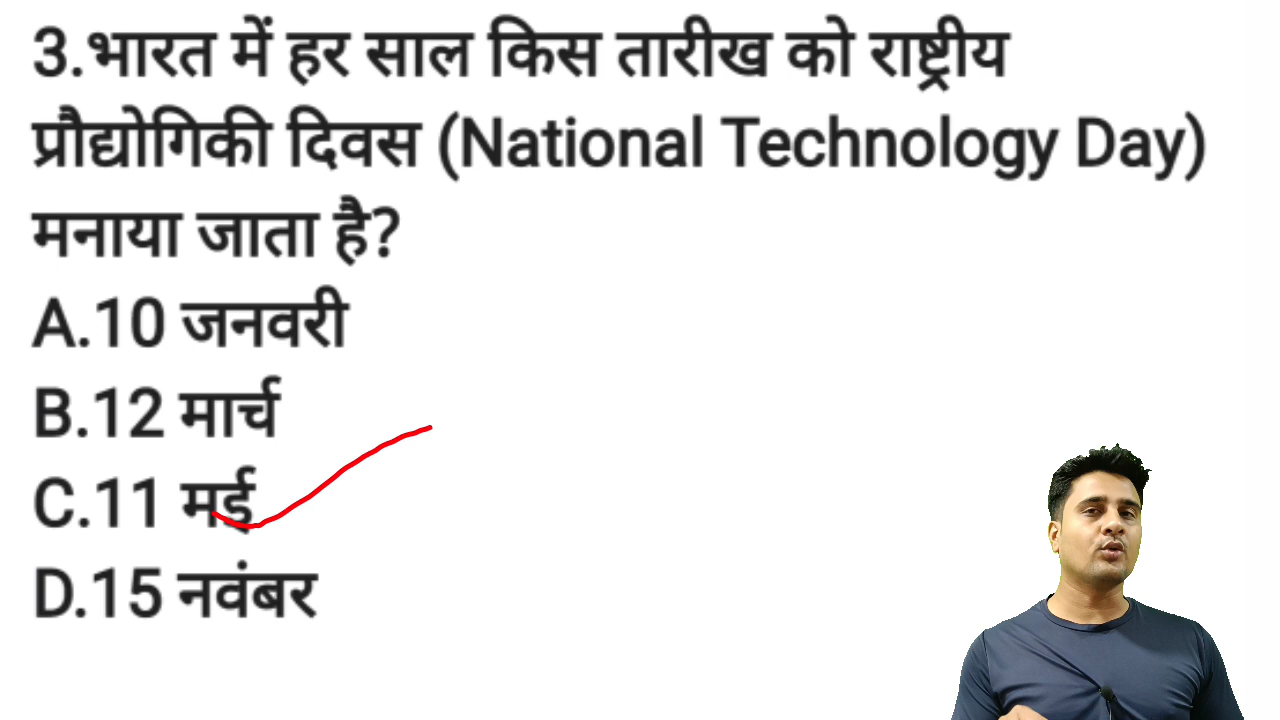 3.भारत में हर साल किस तारीख को राष्ट्रीय
प्रौद्योगिकी दिवस (National Technology Day)
मनाया जाता है?
A.10 जनवरी
B.12 मार्च
C.11 मई
D.15 नवंबर